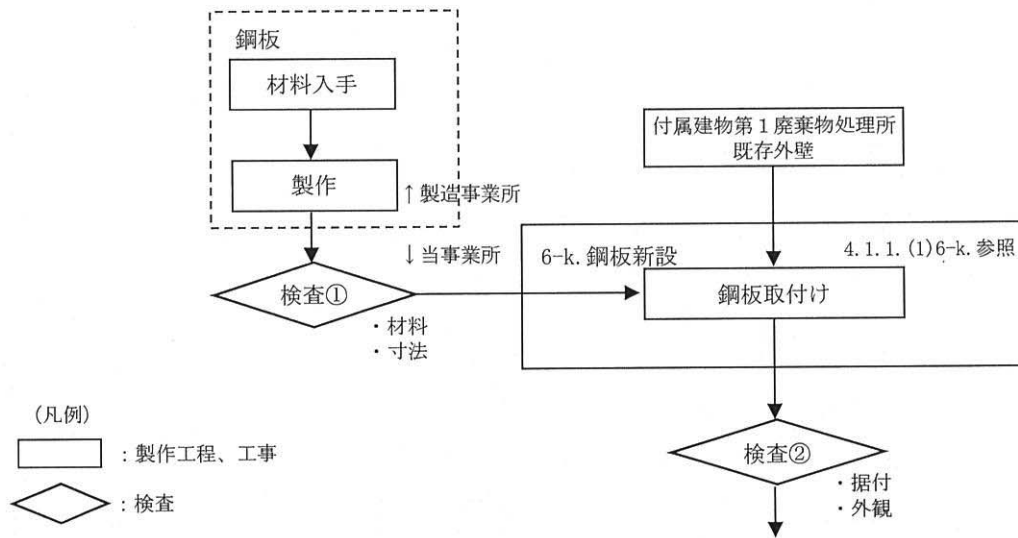 鋼板
材料入手
製作
↑製造事業所
↓当事業所
検査①
・材料
・寸法
付属建物第1廃棄物処理所
既存外壁
6-k.鋼板新設
4.1.1.(1)6-k.参照
鋼板取付け
検査②
・据付
・外観
(凡例)
:製作工程、工事
:検査